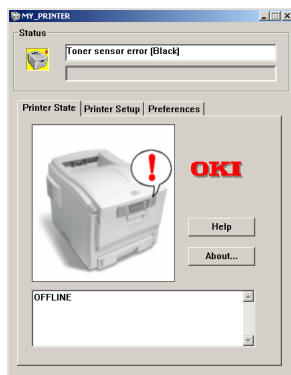 MY_PRINTER
Status
Toner sensor error (Black)
Printer State Printer Setup Preferences
OKI
Help
About...
OFFLINE